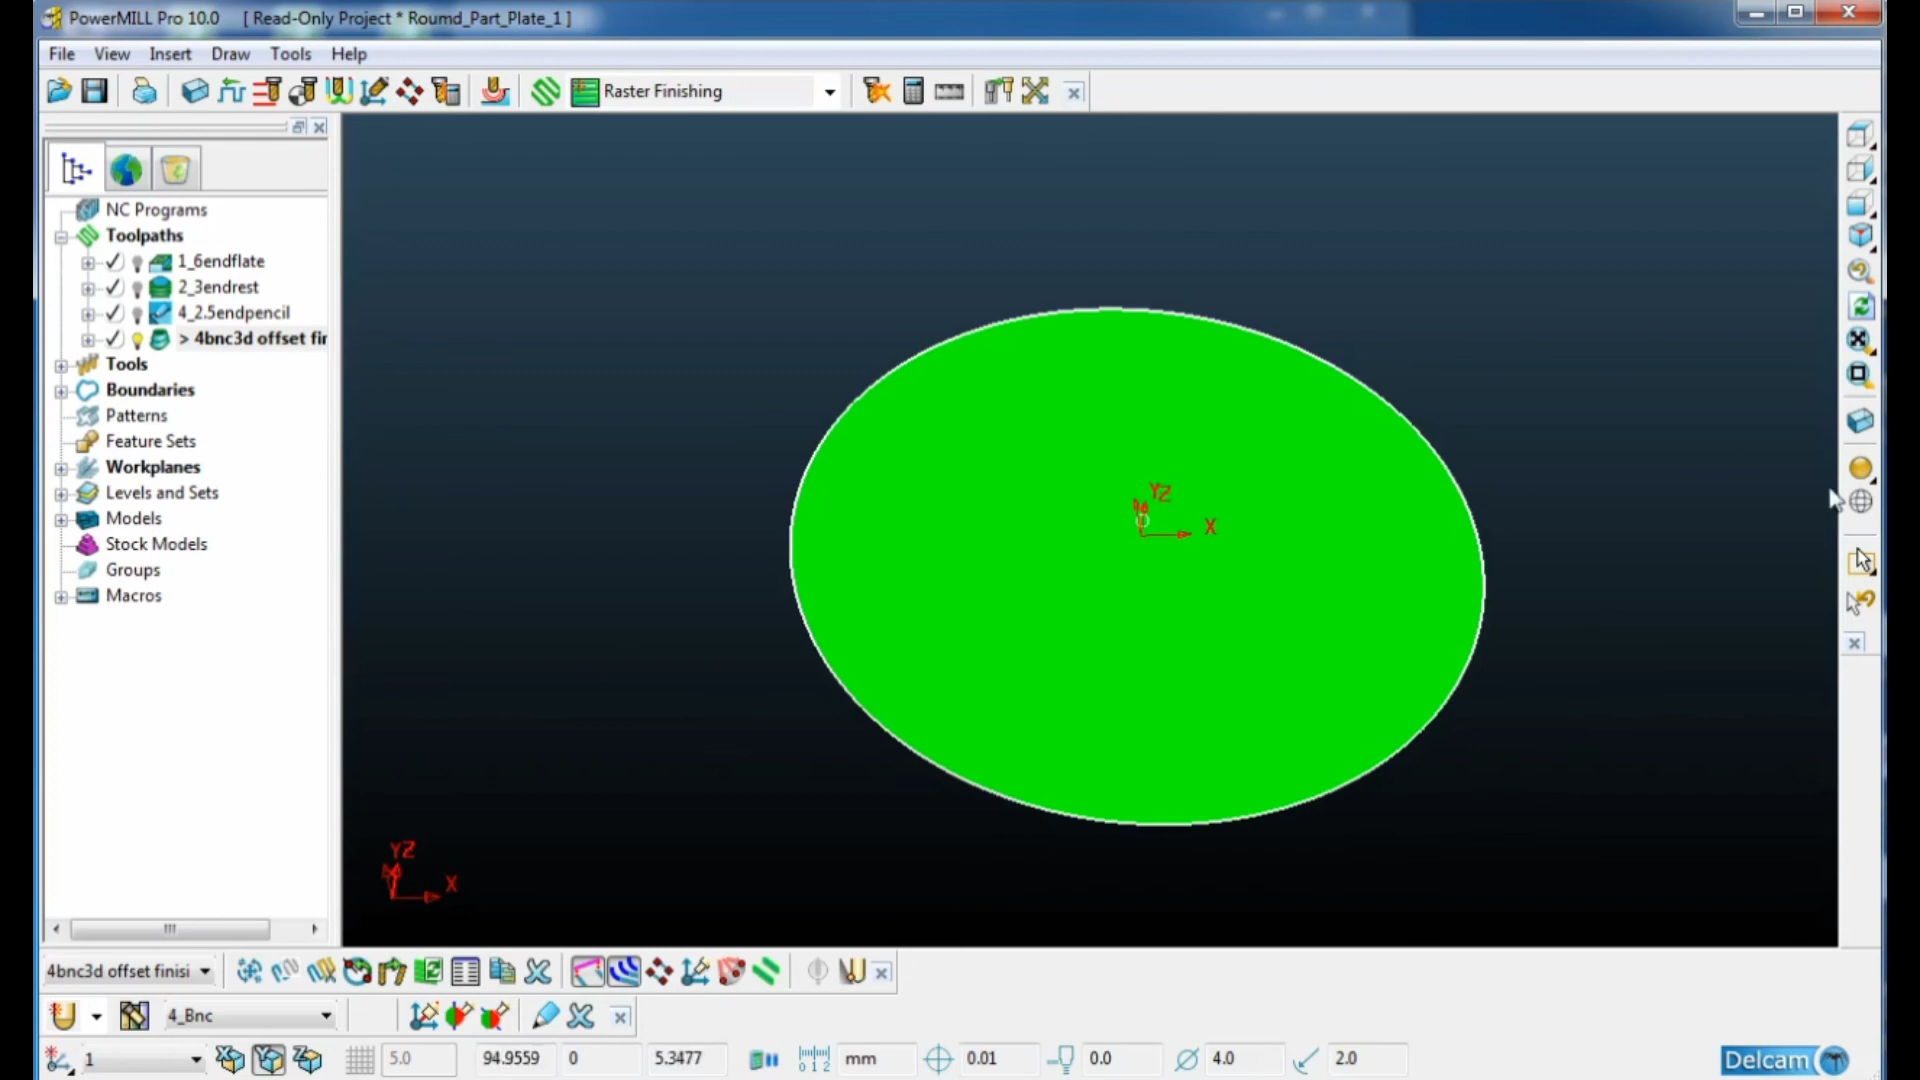 PowerMILL Pro 10.0 [ Read-Only Project * Roumd_Part_Plate_1 ]
File View Insert Draw Tools Help
Raster Finishing
NC Programs
Toolpaths
1_6endflate
2_3endrest
4_2.5endpencil
> 4bnc3d offset fir
Tools
Boundaries
Patterns
Feature Sets
Workplanes
Levels and Sets
Models
Stock Models
Groups
Macros
YZ
X
YZ
X
4bnc3d offset finisi
4_Bnc
1 5.0 94.9559 0 5.3477 mm 0.01 0.0 4.0 2.0
Delcam